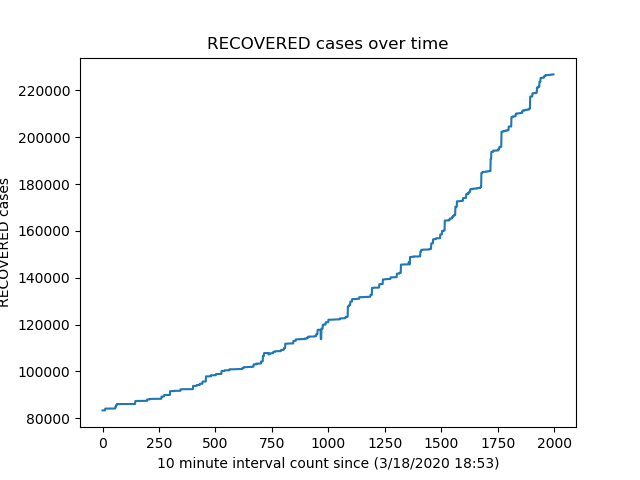 RECOVERED cases over time
220000
200000
180000
160000
140000
120000
100000
80000
RECOVERED cases
0 250 500 750 1000 1250 1500 1750 2000
10 minute interval count since (3/18/2020 18:53)